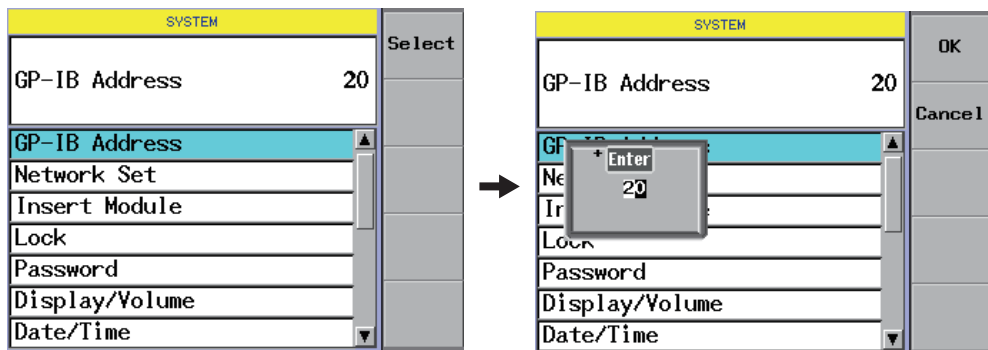 SYSTEM
Select
GP-IB Address 20
GP-IB Address
Network Set
Insert Module
Lock
Password
Display/Volume
Date/Time
SYSTEM
OK
GP-IB Address 20
Cancel
Enter
20
Lock
Password
Display/Volume
Date/Time